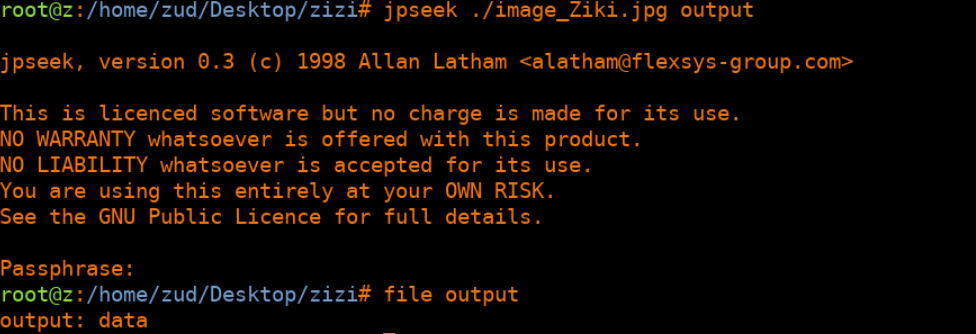 root@z:/home/zud/Desktop/zizi# jpseek ./image_Ziki.jpg output
jpseek, version 0.3 (c) 1998 Allan Latham <alatham@flexsys-group.com>
This is licenced software but no charge is made for its use.
NO WARRANTY whatsoever is offered with this product.
NO LIABILITY whatsoever is accepted for its use.
You are using this entirely at your OWN RISK.
See the GNU Public Licence for full details.
Passphrase:
root@z:/home/zud/Desktop/zizi# file output
output: data